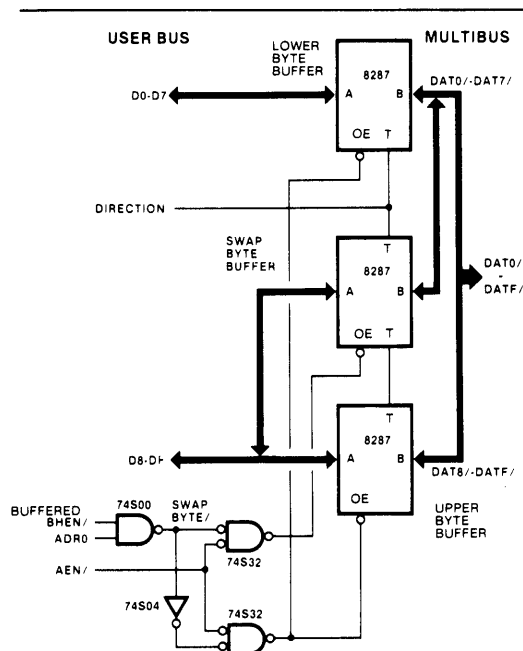 USER BUS
MULTIBUS
LOWER
BYTE
BUFFER
8287
A
B
OE
T
D0-D7
DAT0/-DAT7/
DIRECTION
SWAP
BYTE
BUFFER
T
8287
A
B
OE
T
DAT0/
-
DATF/
T
8287
A
B
OE
D8-DF
DAT8/-DATF/
UPPER
BYTE
BUFFER
BUFFERED
BHEN/
ADR0
74S00
SWAP
BYTE/
74S32
AEN/
74S04
74S32